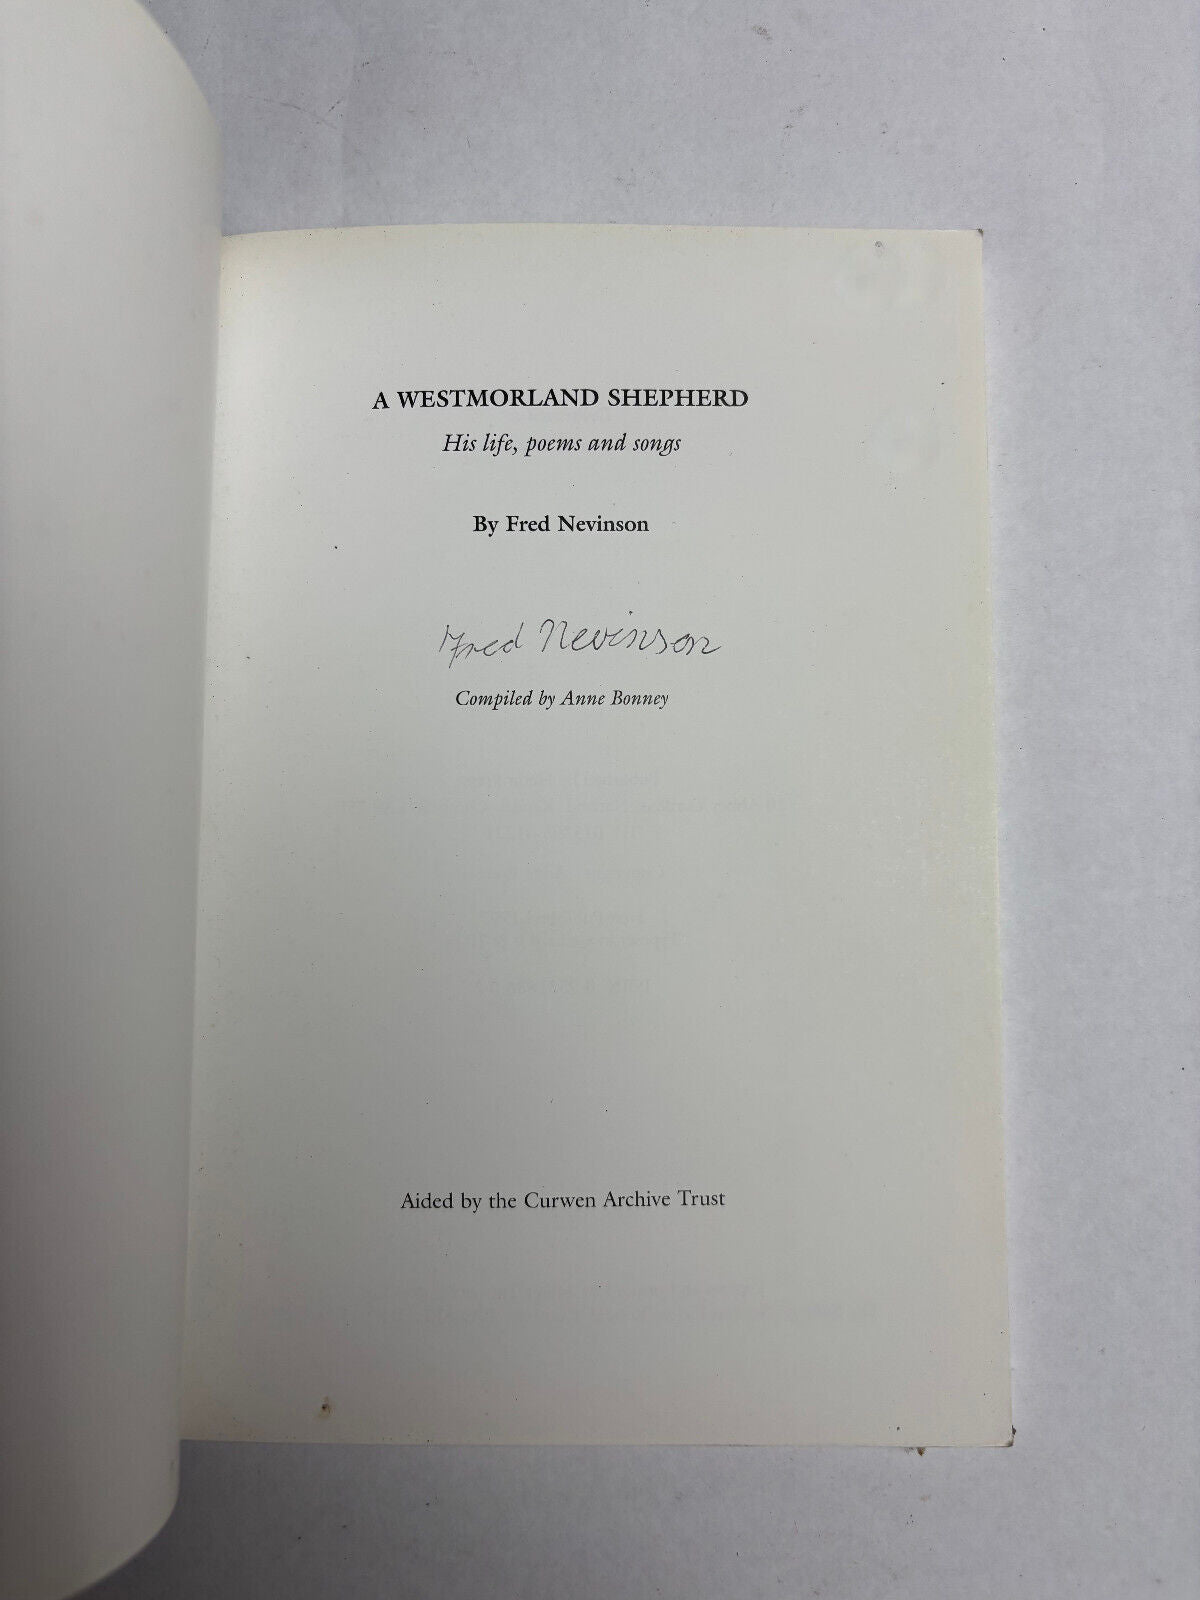 A WESTMORLAND SHEPHERD
His life, poems and songs
By Fred Nevinson
Fred Nevinson
Compiled by Anne Bonney
Aided by the Curwen Archive Trust